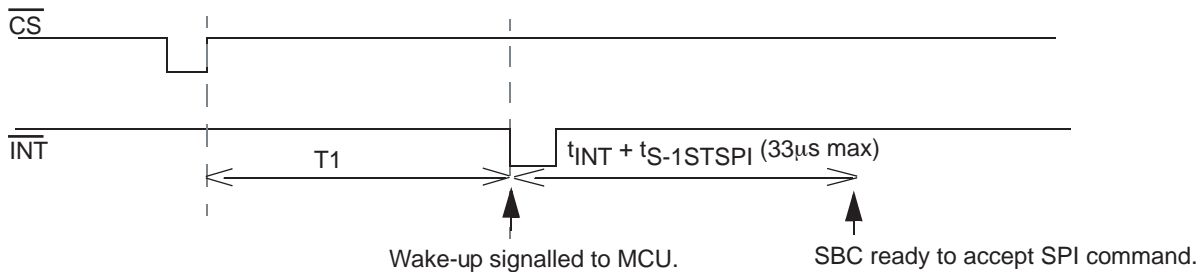 CS
INT
T1
tINT + tS-1STSPI (33μs max)
Wake-up signalled to MCU.
SBC ready to accept SPI command.